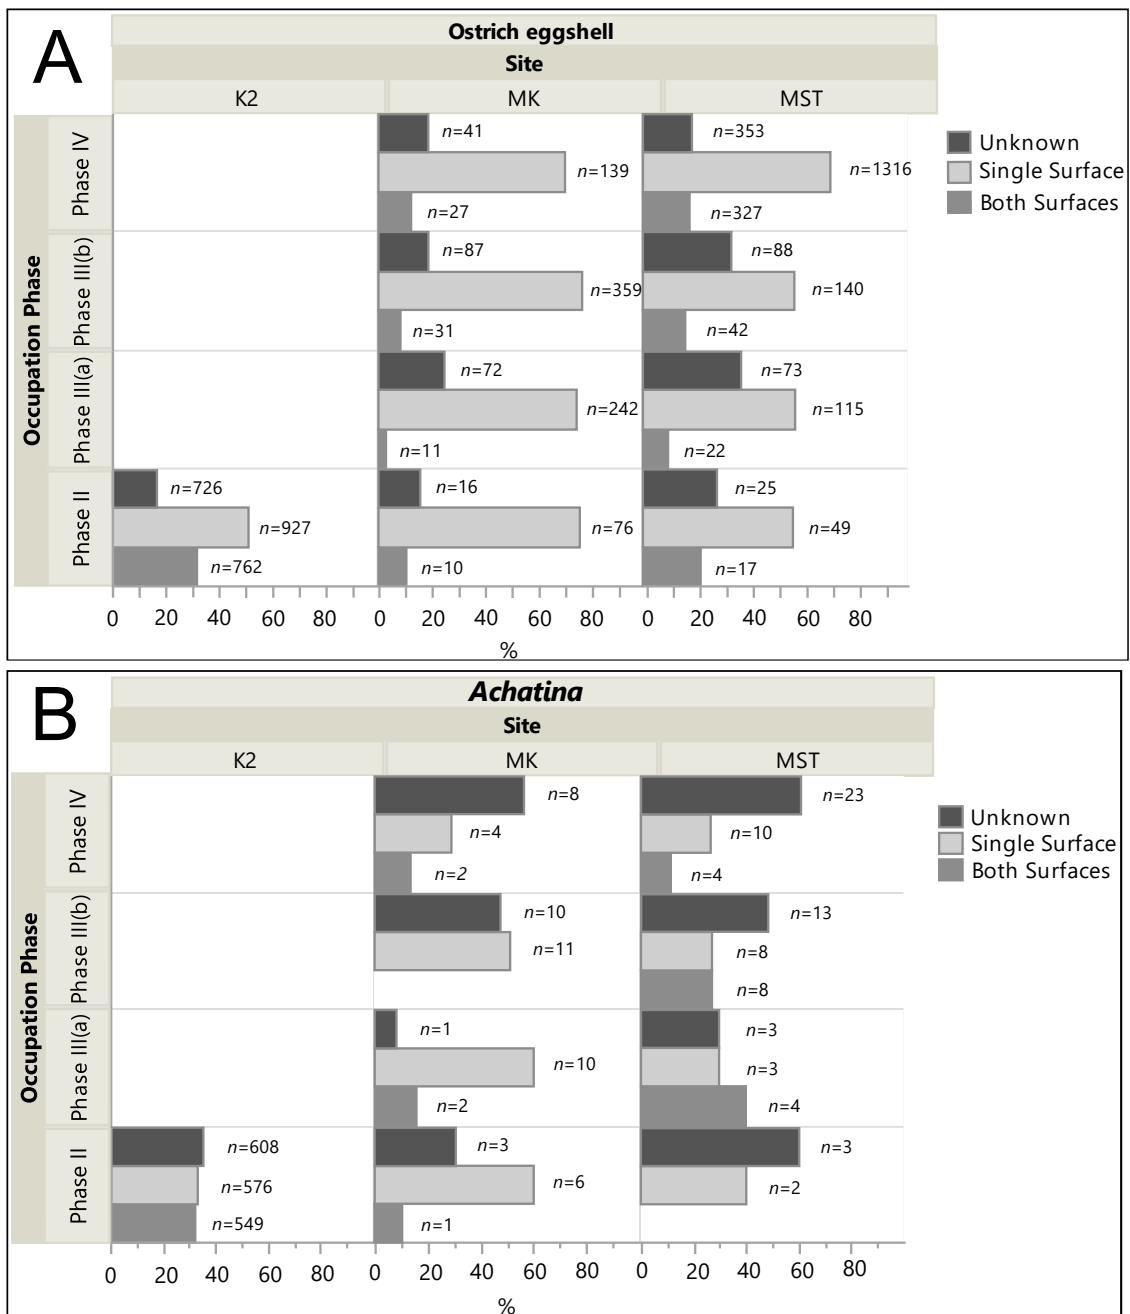 A
Ostrich eggshell
Site
K2 MK MST
Occupation Phase
Phase IV
n=41 n=353
n=139 n=1316
n=27 n=327
Phase III(b)
n=87 n=88
n=359 n=140
n=31 n=42
Phase III(a)
n=72 n=73
n=242 n=115
n=11 n=22
Phase II
n=726 n=16 n=25
n=927 n=76 n=49
n=762 n=10 n=17
0 20 40 60 80 0 20 40 60 80 0 20 40 60 80
%
Unknown
Single Surface
Both Surfaces
B
Achatina
Site
K2 MK MST
Occupation Phase
Phase IV
n=8 n=23
n=4 n=10
n=2 n=4
Phase III(b)
n=10 n=13
n=11 n=8
n=8
Phase III(a)
n=1 n=3
n=10 n=3
n=2 n=4
Phase II
n=608 n=3 n=3
n=576 n=6 n=2
n=549 n=1
0 20 40 60 80 0 20 40 60 80 0 20 40 60 80
%
Unknown
Single Surface
Both Surfaces